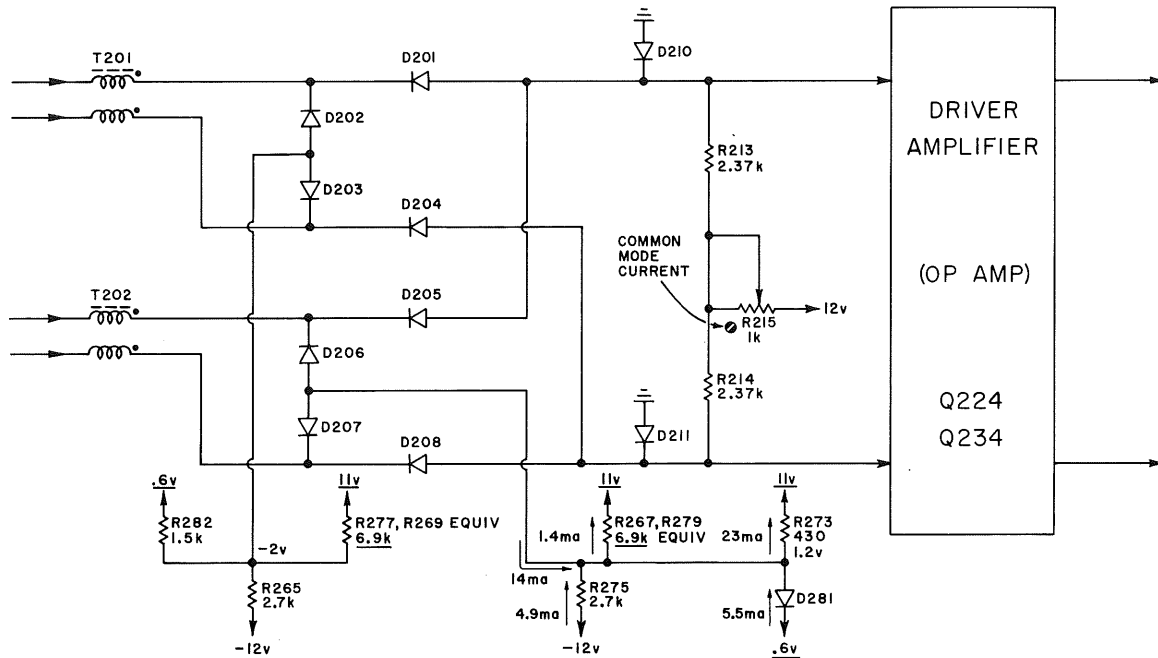 T201
D201
D210
D202
D203
D204
R213
2.37k
COMMON
MODE
CURRENT
12v
R215
1k
T202
D205
D206
D207
D208
R214
2.37k
D211
DRIVER
AMPLIFIER
(OP AMP)
Q224
Q234
.6v
R282
1.5k
11v
R277, R269 EQUIV
6.9k
-2v
R265
2.7k
-12v
11v
1.4ma
R267, R279
6.9k EQUIV
11v
23ma
R273
430
1.2v
14ma
R275
2.7k
4.9ma
-12v
5.5ma
D281
.6v